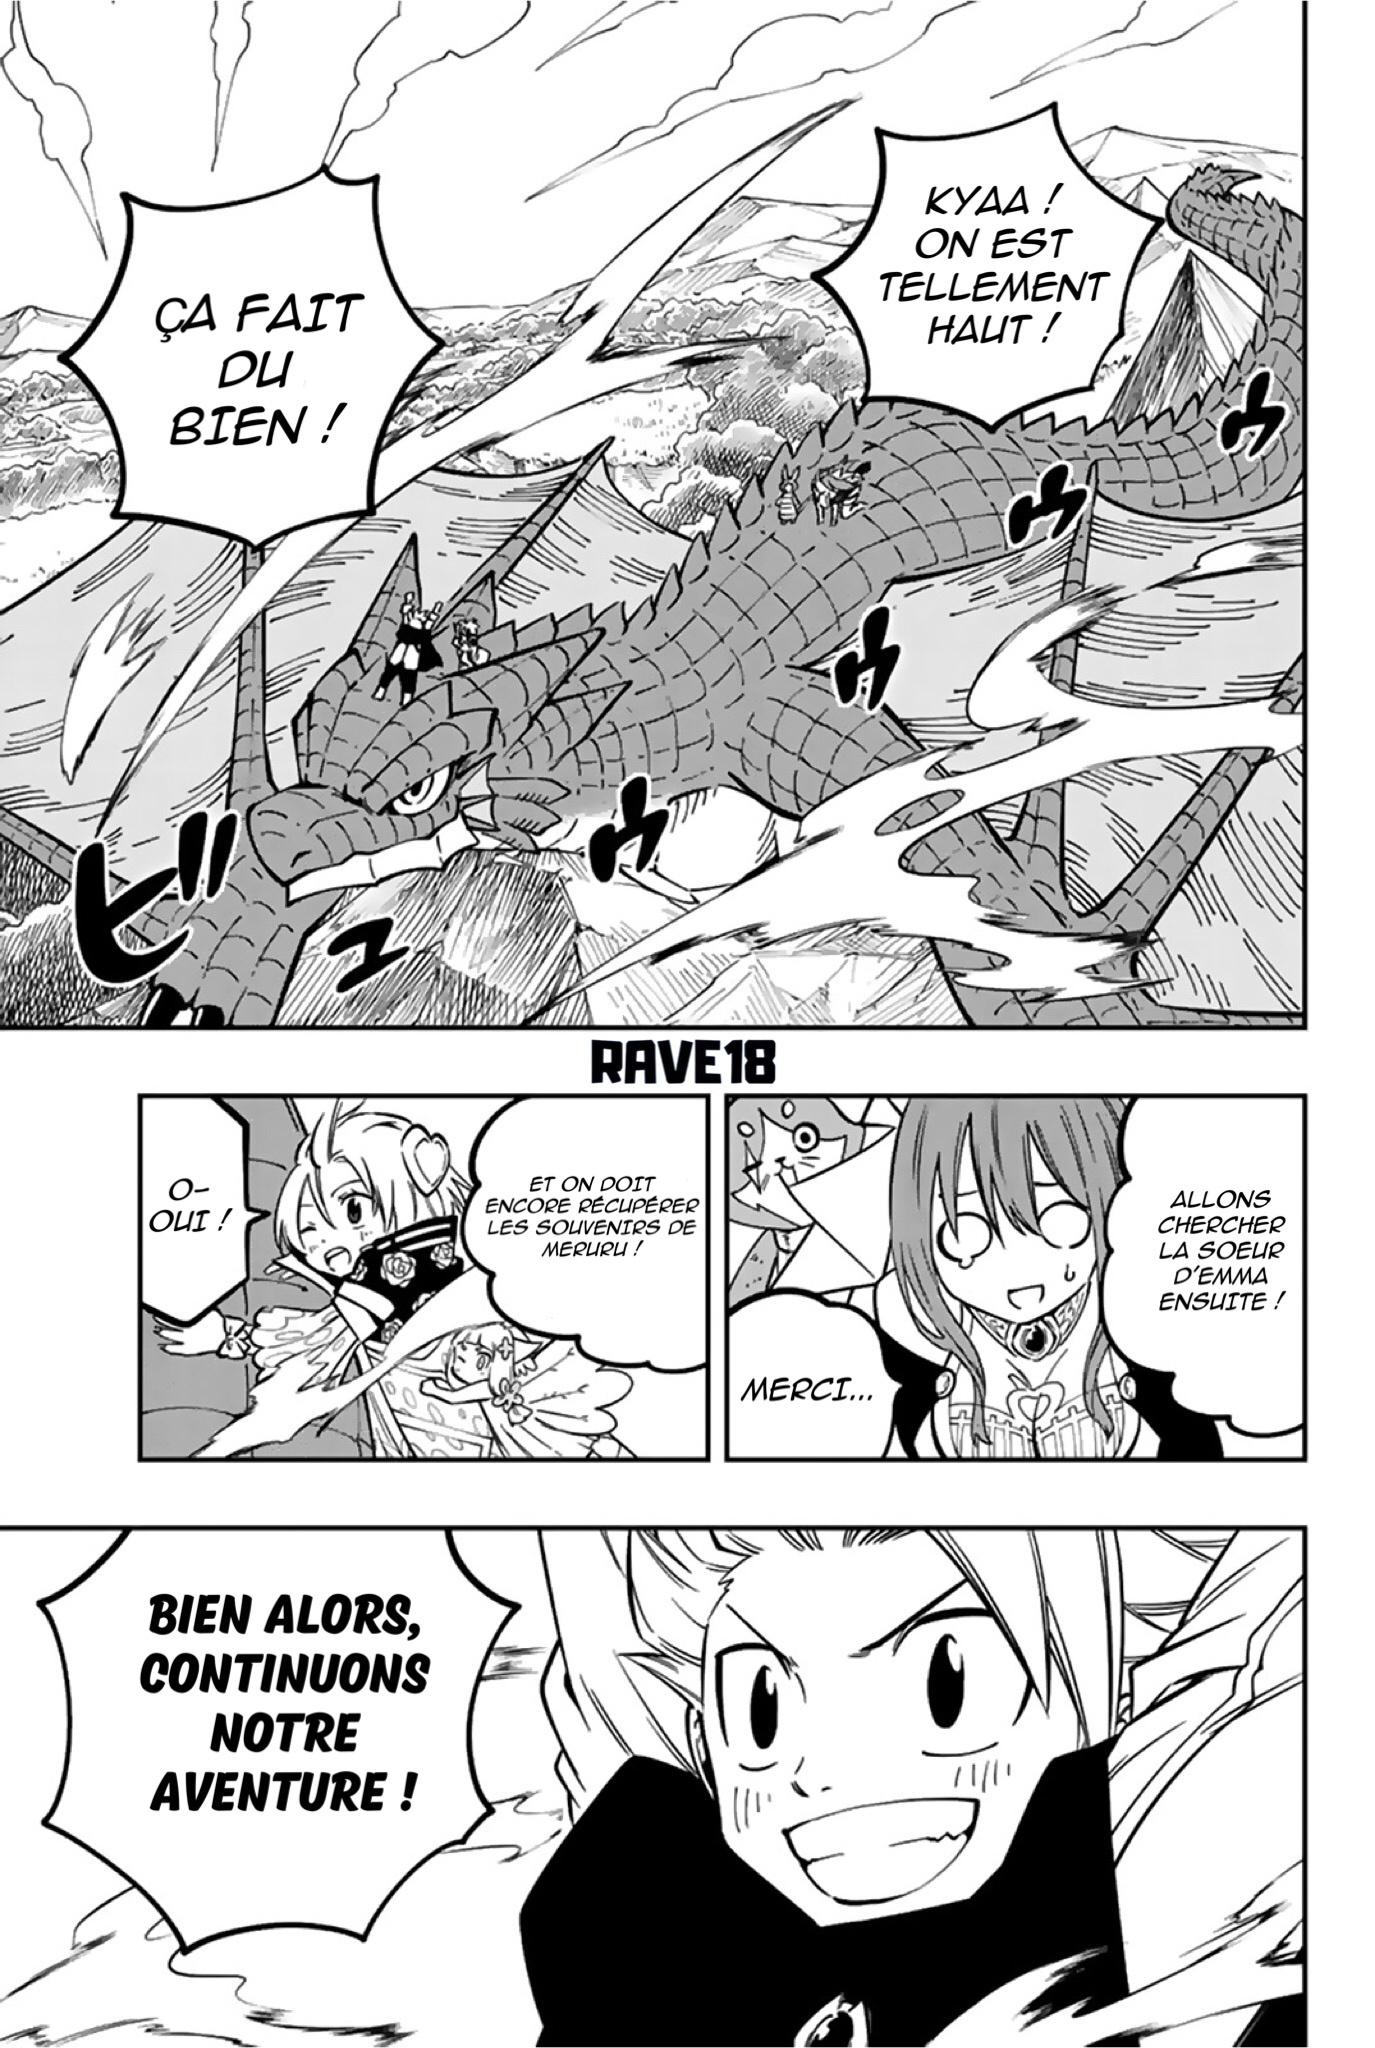 KYAA !
ON EST
TELLEMENT
HAUT !
ÇA FAIT
DU
BIEN !
ゥ
ゥ
ゥ
ゥ
ュ
ビ
RAVE18
ALLONS
CHERCHER
LA SOEUR
D'EMMA
ENSUITE !
MERCI...
ET ON DOIT
ENCORE RÉCUPÉRER
LES SOUVENIRS DE
MERURU !
O-
OUI !
BIEN ALORS,
CONTINUONS
NOTRE
AVENTURE !